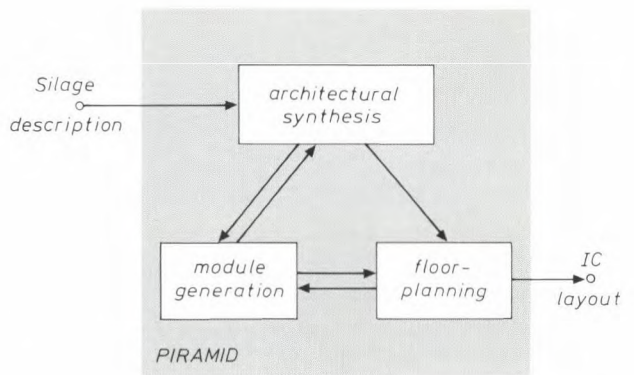 Silage
description
architectural
synthesis
module
generation
floor-
planning
IC
layout
PIRAMID